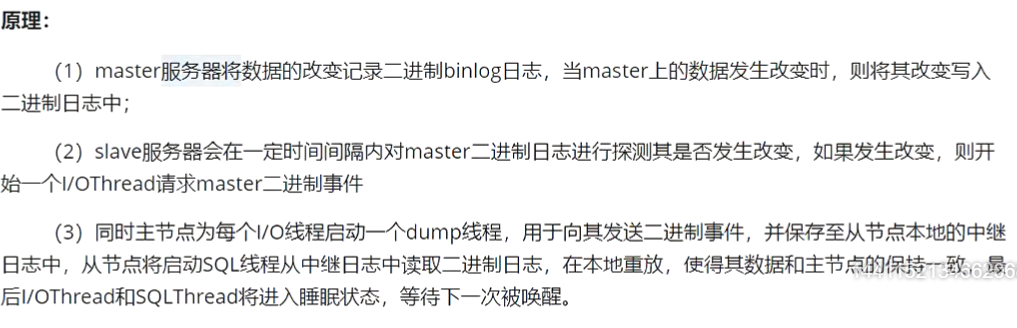 原理：
（1）master服务器将数据的改变记录二进制binlog日志，当master上的数据发生改变时，则将其改变写入
二进制日志中；
（2）slave服务器会在一定时间间隔内对master二进制日志进行探测其是否发生改变，如果发生改变，则开
始一个I/OThread请求master二进制事件
（3）同时主节点为每个I/O线程启动一个dump线程，用于向其发送二进制事件，并保存至从节点本地的中继
日志中，从节点将启动SQL线程从中继日志中读取二进制日志，在本地重放，使得其数据和主节点的保持一致，最
后I/OThread和SQLThread将进入睡眠状态，等待下一次被唤醒。